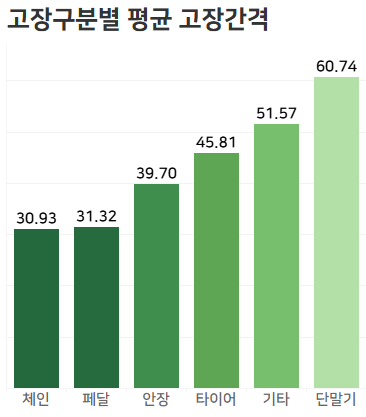 고장구분별 평균 고장간격
60.74
51.57
45.81
39.70
30.93 31.32
체인 페달 안장 타이어 기타 단말기